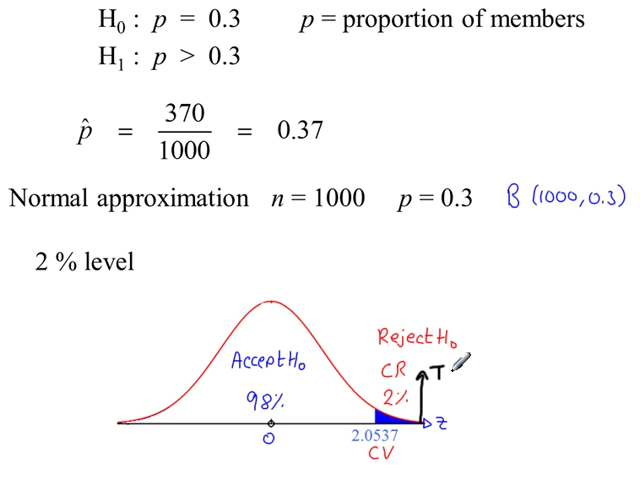 H₀ : p = 0.3 p = proportion of members
H₁ : p > 0.3
p̂ = 370/1000 = 0.37
Normal approximation n = 1000 p = 0.3 B (1000, 0.3)
2 % level
Reject H₀
Accept H₀ CR T
98% 2%
0 2.0537 z
CV